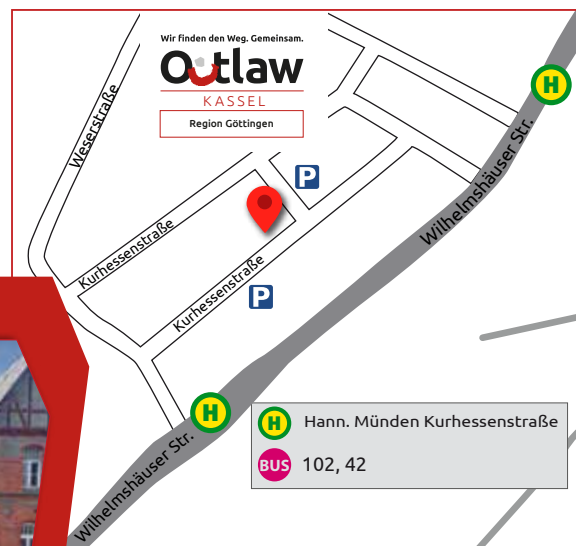 Wir finden den Weg. Gemeinsam.
Outlaw
KASSEL
Region Göttingen
H
Weserstraße
P
Wilhelmshäuser Str.
Kurhessenstraße
Kurhessenstraße
P
H
Wilhelmshäuser Str.
H Hann. Münden Kurhessenstraße
BUS 102, 42